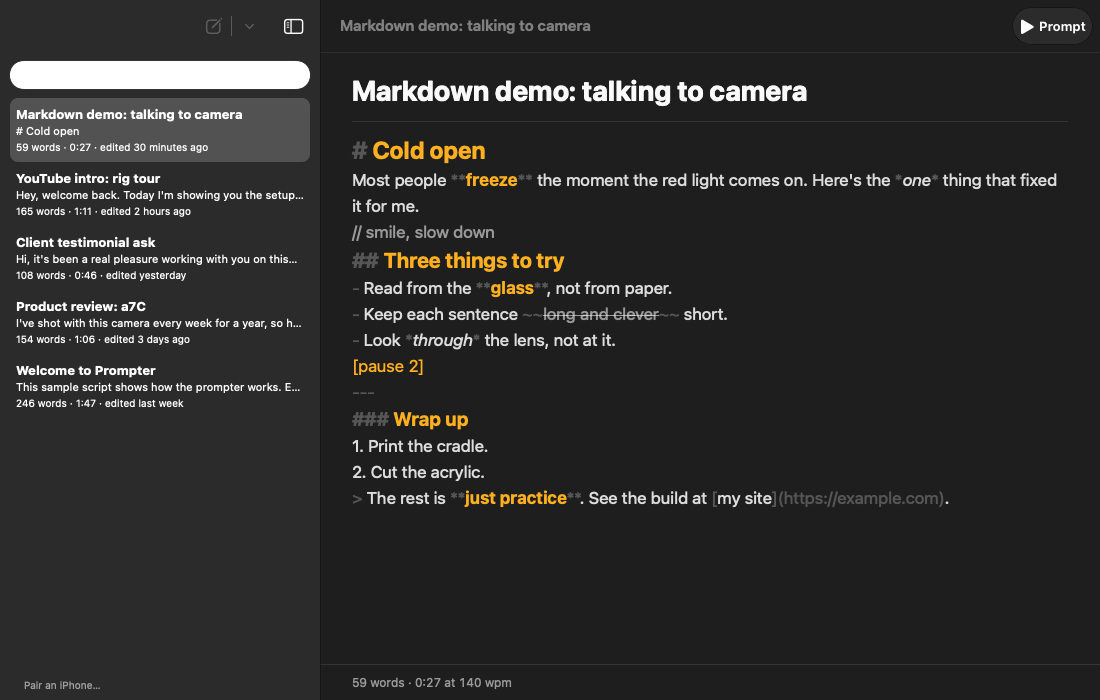 Markdown demo: talking to camera
Prompt
Markdown demo: talking to camera
# Cold open
59 words · 0:27 · edited 30 minutes ago
YouTube intro: rig tour
Hey, welcome back. Today I'm showing you the setup…
165 words · 1:11 · edited 2 hours ago
Client testimonial ask
Hi, it's been a real pleasure working with you on this…
108 words · 0:46 · edited yesterday
Product review: a7C
I've shot with this camera every week for a year, so h…
154 words · 1:06 · edited 3 days ago
Welcome to Prompter
This sample script shows how the prompter works. E…
246 words · 1:47 · edited last week
Pair an iPhone…
Markdown demo: talking to camera
# Cold open
Most people **freeze** the moment the red light comes on. Here's the *one* thing that fixed
it for me.
// smile, slow down
## Three things to try
- Read from the **glass**, not from paper.
- Keep each sentence ~~long and clever~~ short.
- Look *through* the lens, not at it.
[pause 2]
---
### Wrap up
1. Print the cradle.
2. Cut the acrylic.
> The rest is **just practice**. See the build at [my site](https://example.com).
59 words · 0:27 at 140 wpm